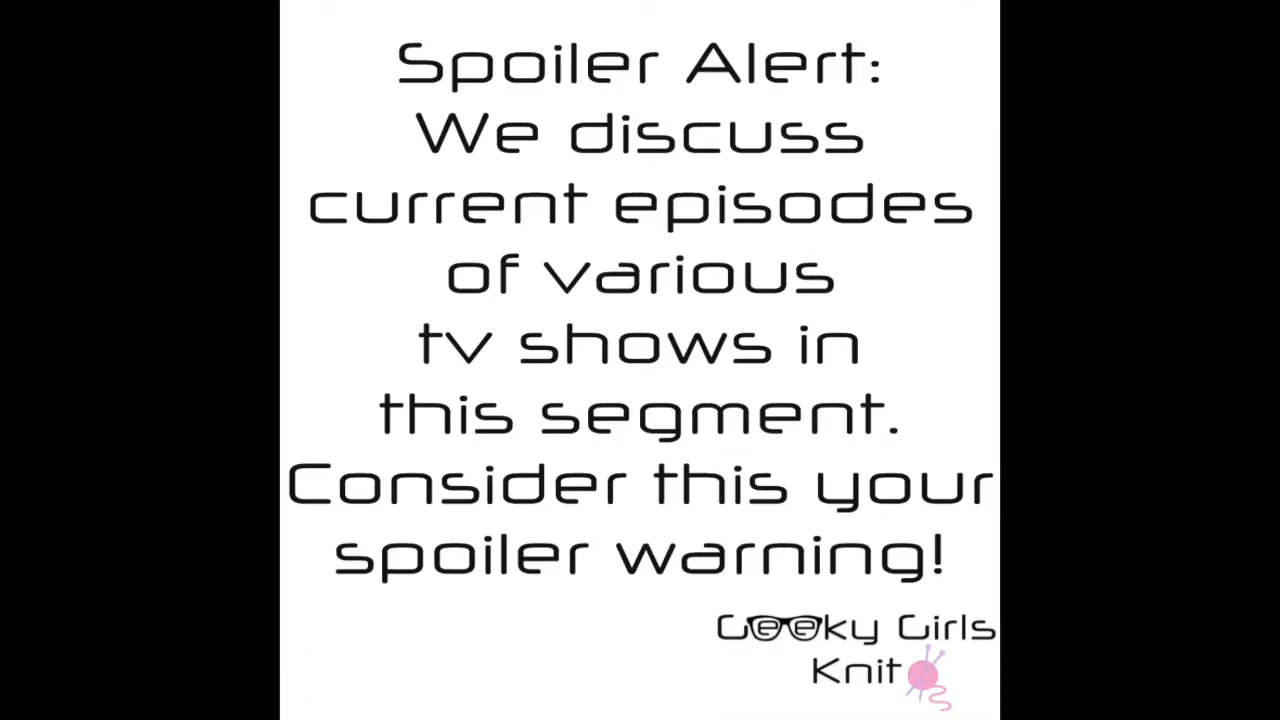 Spoiler Alert:
We discuss
current episodes
of various
tv shows in
this segment.
Consider this your
spoiler warning!
Geeky Girls
Knit